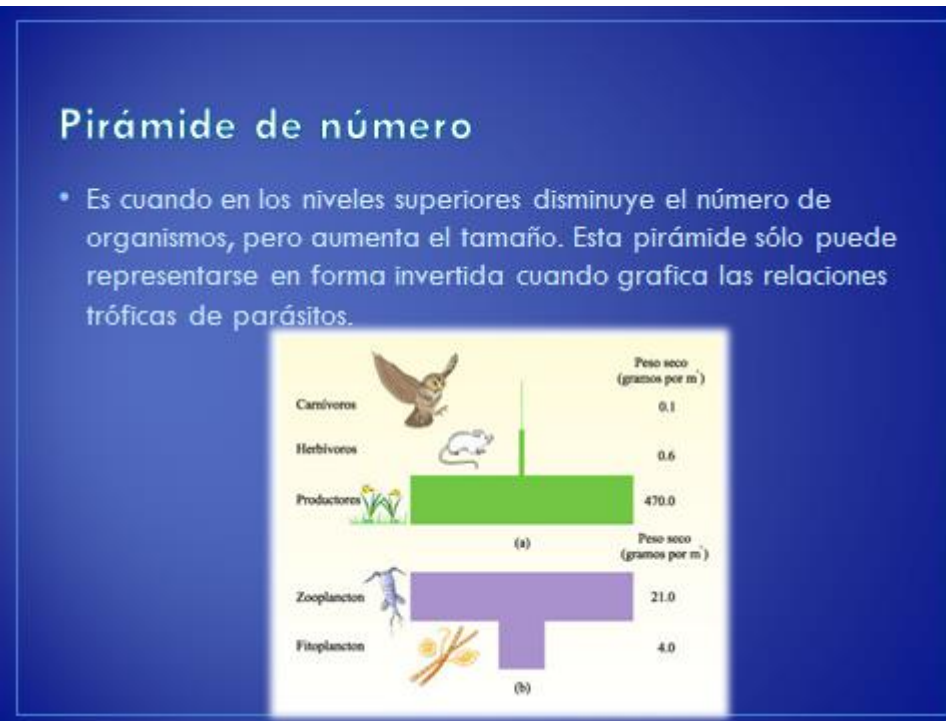 Pirámide de número
• Es cuando en los niveles superiores disminuye el número de
organismos, pero aumenta el tamaño. Esta pirámide sólo puede
representarse en forma invertida cuando grafica las relaciones
tróficas de parásitos.
Peso seco
(gramos por m²)
Carnívoros 0.1
Herbívoros 0.6
Productores 470.0
(a)
Peso seco
(gramos por m²)
Zooplancton 21.0
Fitoplancton 4.0
(b)